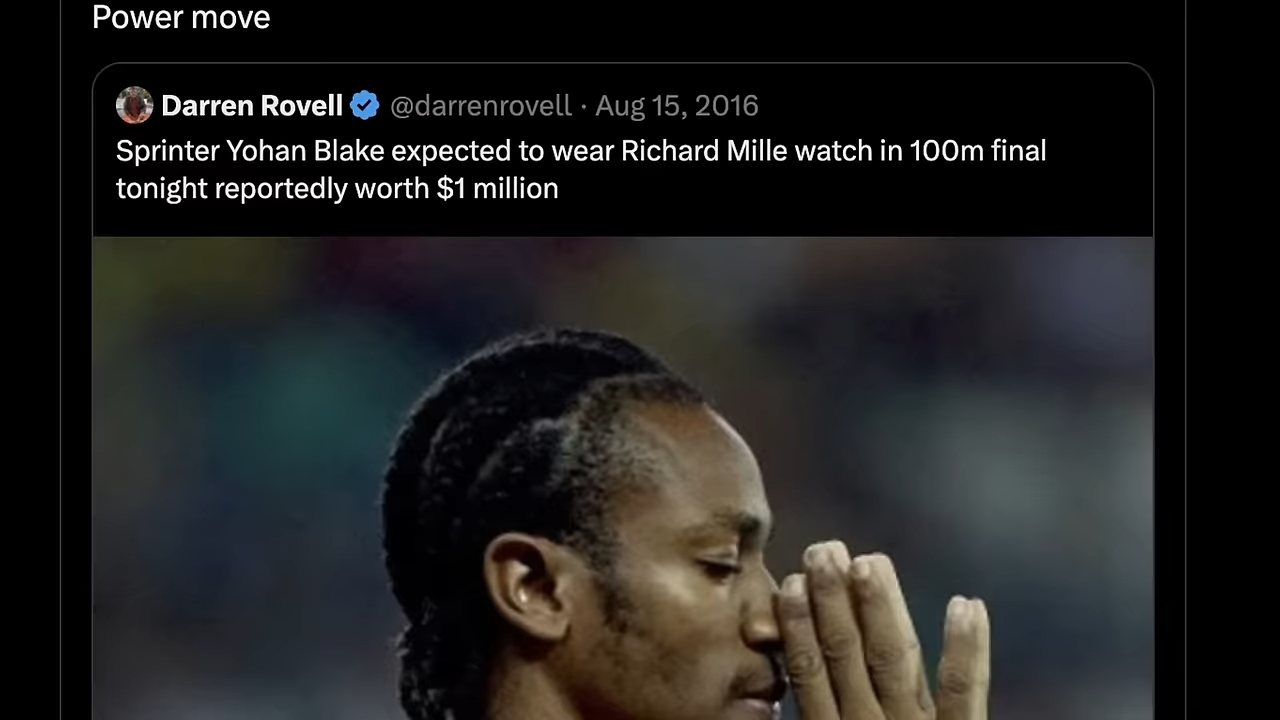 Power move
Darren Rovell @darrenrovell · Aug 15, 2016
Sprinter Yohan Blake expected to wear Richard Mille watch in 100m final
tonight reportedly worth $1 million